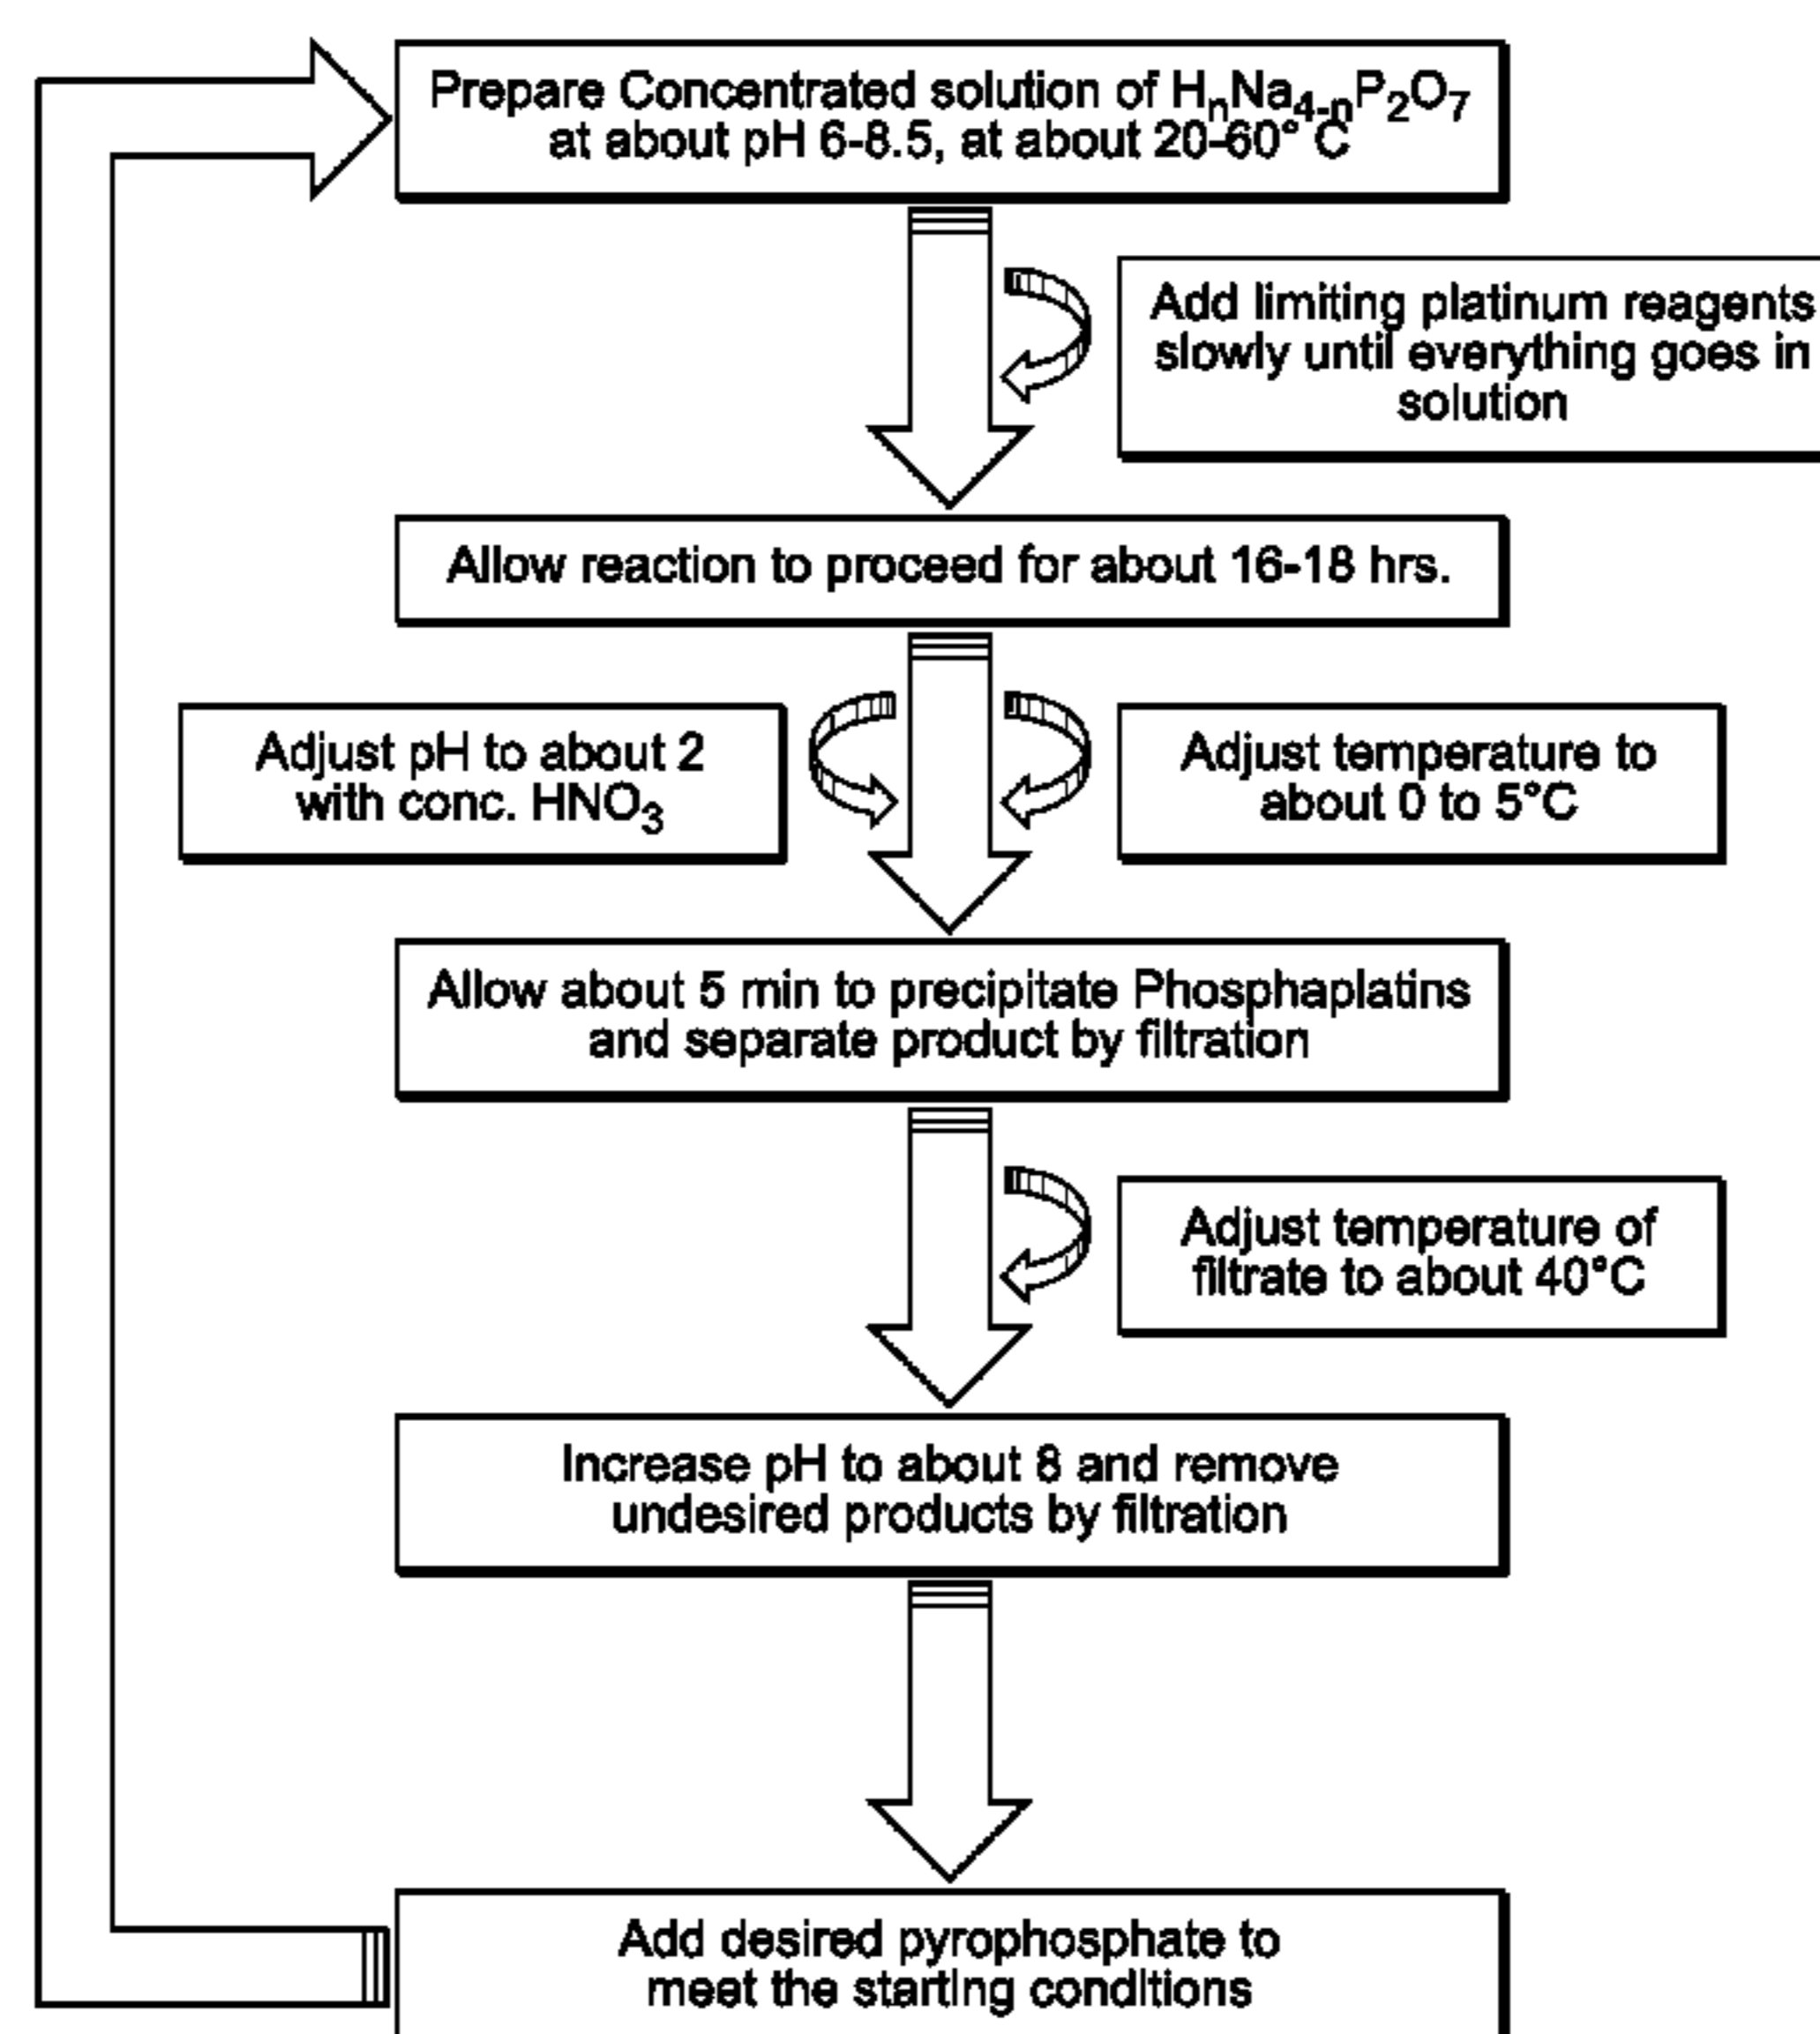 Prepare Concentrated solution of HₙNa₄₋ₙP₂O₇
at about pH 6-8.5, at about 20-60° C
Add limiting platinum reagents
slowly until everything goes in
solution
Allow reaction to proceed for about 16-18 hrs.
Adjust pH to about 2
with conc. HNO₃
Adjust temperature to
about 0 to 5°C
Allow about 5 min to precipitate Phosphaplatins
and separate product by filtration
Adjust temperature of
filtrate to about 40°C
Increase pH to about 8 and remove
undesired products by filtration
Add desired pyrophosphate to
meet the starting conditions